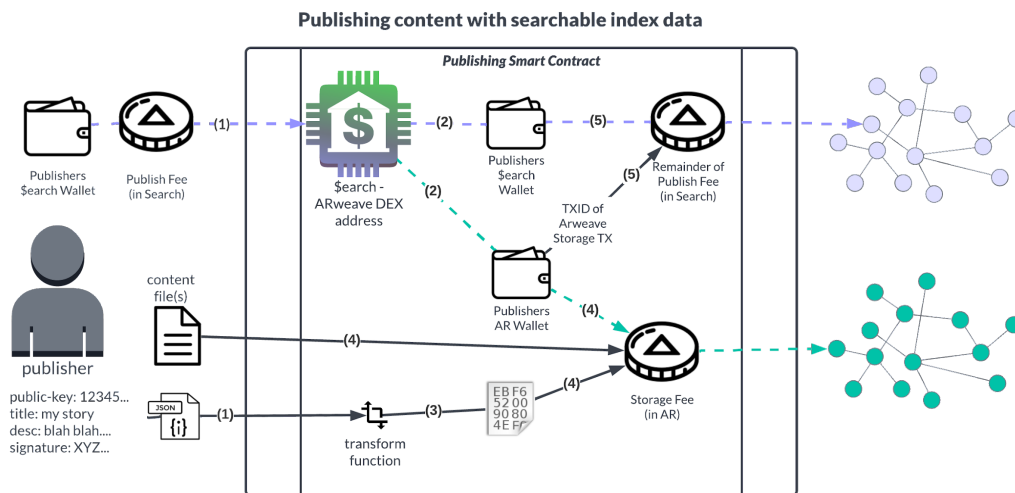 Publishing content with searchable index data
Publishing Smart Contract
(1)
(2)
(5)
Publishers
$earch Wallet
Publish Fee
(in Search)
$
$earch -
ARweave DEX
address
Publishers
$earch
Wallet
Remainder of
Publish Fee
(in Search)
(2)
(5)
TXID of
Arweave
Storage TX
Publishers
AR Wallet
(4)
content
file(s)
(4)
publisher
public-key: 12345...
title: my story
desc: blah blah....
signature: XYZ...
JSON
{i}
(1)
transform
function
(3)
EB F6
52 00
90 80
4E FC
(4)
Storage Fee
(in AR)